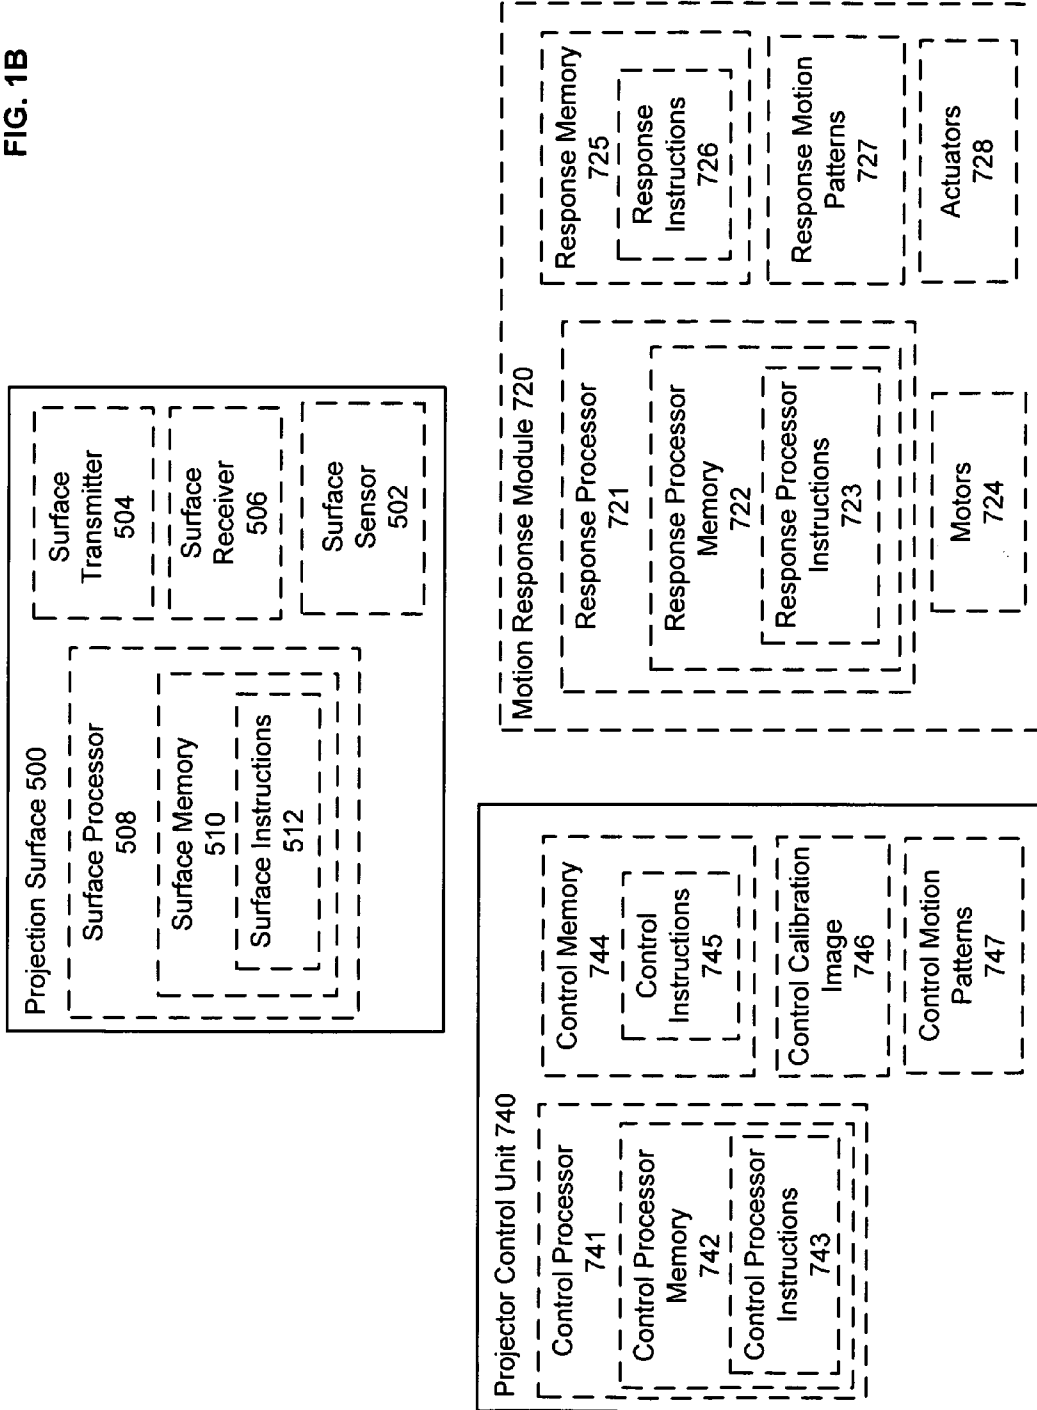 FIG. 1B
Projection Surface 500
Surface Processor
508
Surface Memory
510
Surface Instructions
512
Surface
Transmitter
504
Surface
Receiver
506
Surface
Sensor
502
Projector Control Unit 740
Control Processor
741
Control Processor
Memory
742
Control Processor
Instructions
743
Control Memory
744
Control
Instructions
745
Control Calibration
Image
746
Control Motion
Patterns
747
Motion Response Module 720
Response Processor
721
Response Processor
Memory
722
Response Processor
Instructions
723
Motors
724
Response Memory
725
Response
Instructions
726
Response Motion
Patterns
727
Actuators
728